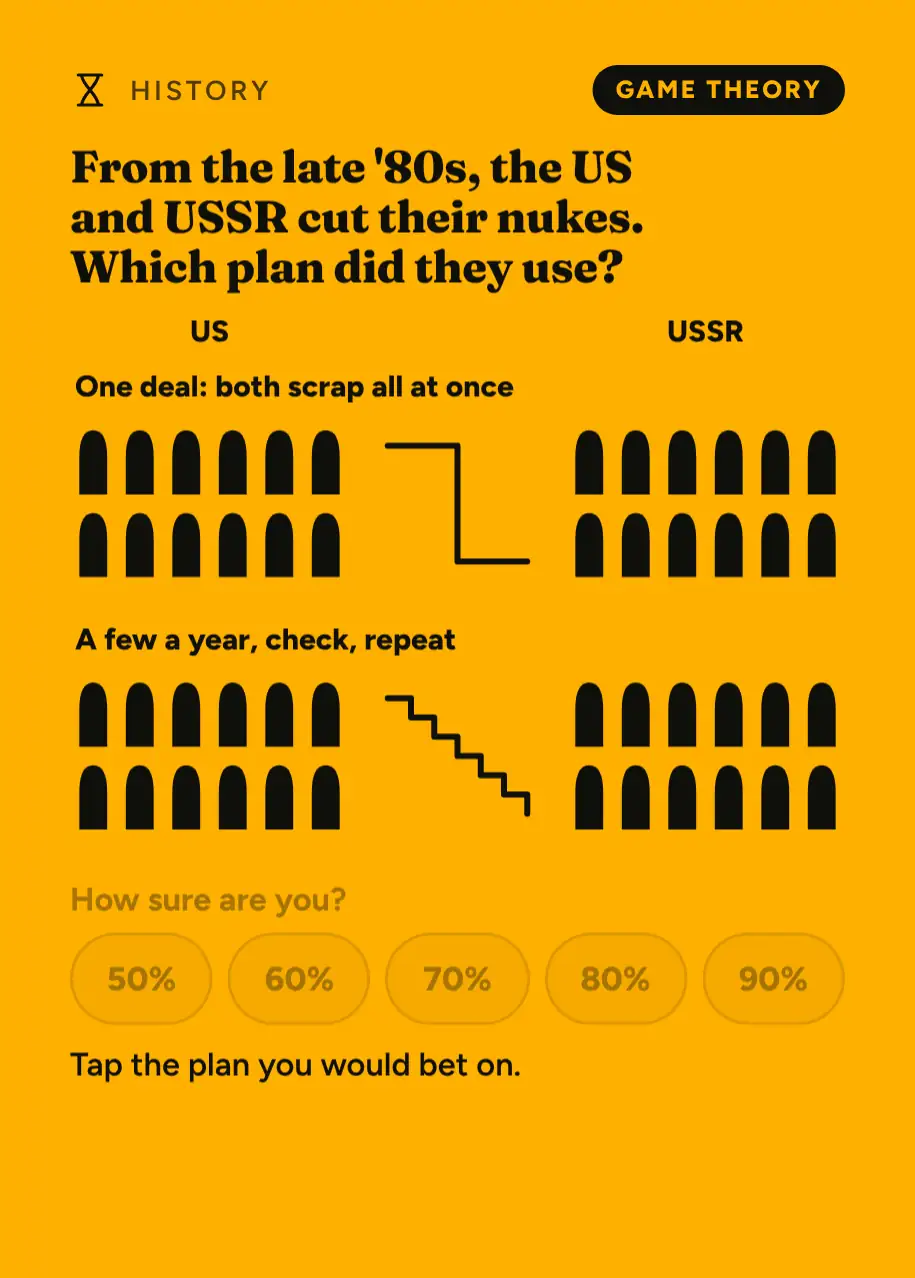 HISTORY
GAME THEORY
From the late '80s, the US
and USSR cut their nukes.
Which plan did they use?
US
USSR
One deal: both scrap all at once
A few a year, check, repeat
How sure are you?
50%
60%
70%
80%
90%
Tap the plan you would bet on.